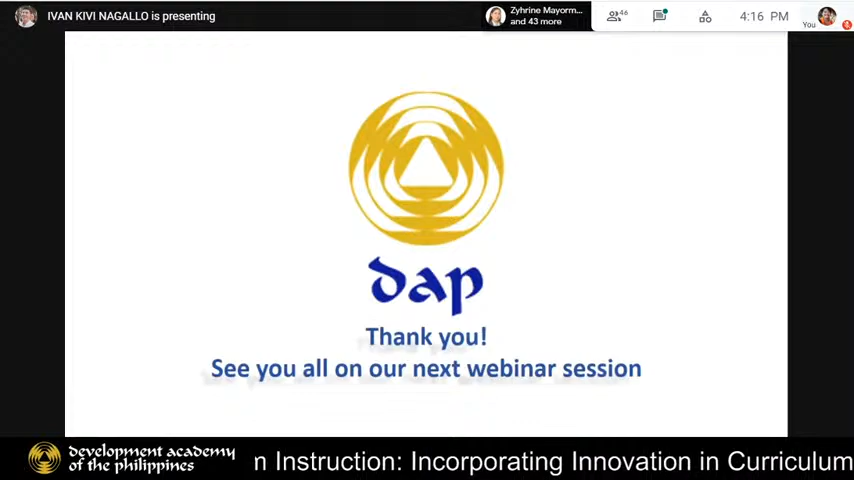 IVAN KIVI NAGALLO is presenting
Zyhrine Mayorm...
and 43 more
46
4:16 PM
You
dap
Thank you!
See you all on our next webinar session
development academy
of the philippines
n Instruction: Incorporating Innovation in Curriculum